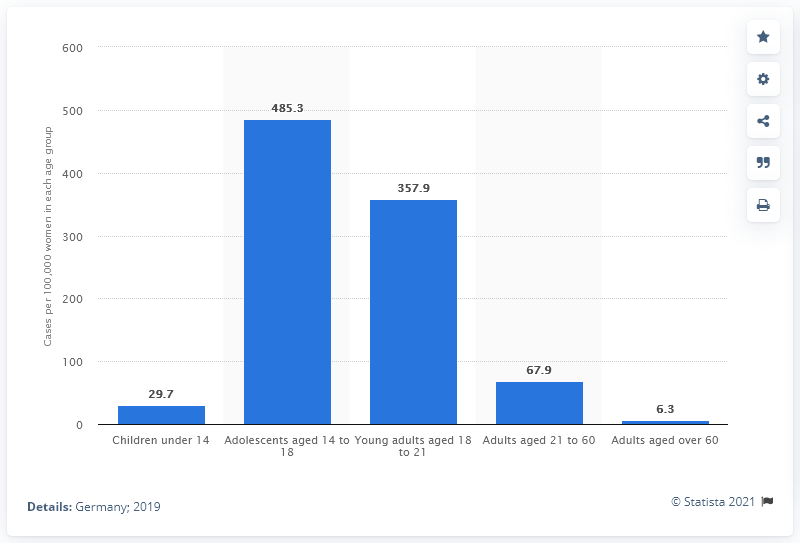 600
500
400
300
200
100
0
Cases per 100,000 women in each age group
29.7
485.3
357.9
67.9
6.3
Children under 14
Adolescents aged 14 to
18
Young adults aged 18
to 21
Adults aged 21 to 60
Adults aged over 60
Details: Germany; 2019
© Statista 2021